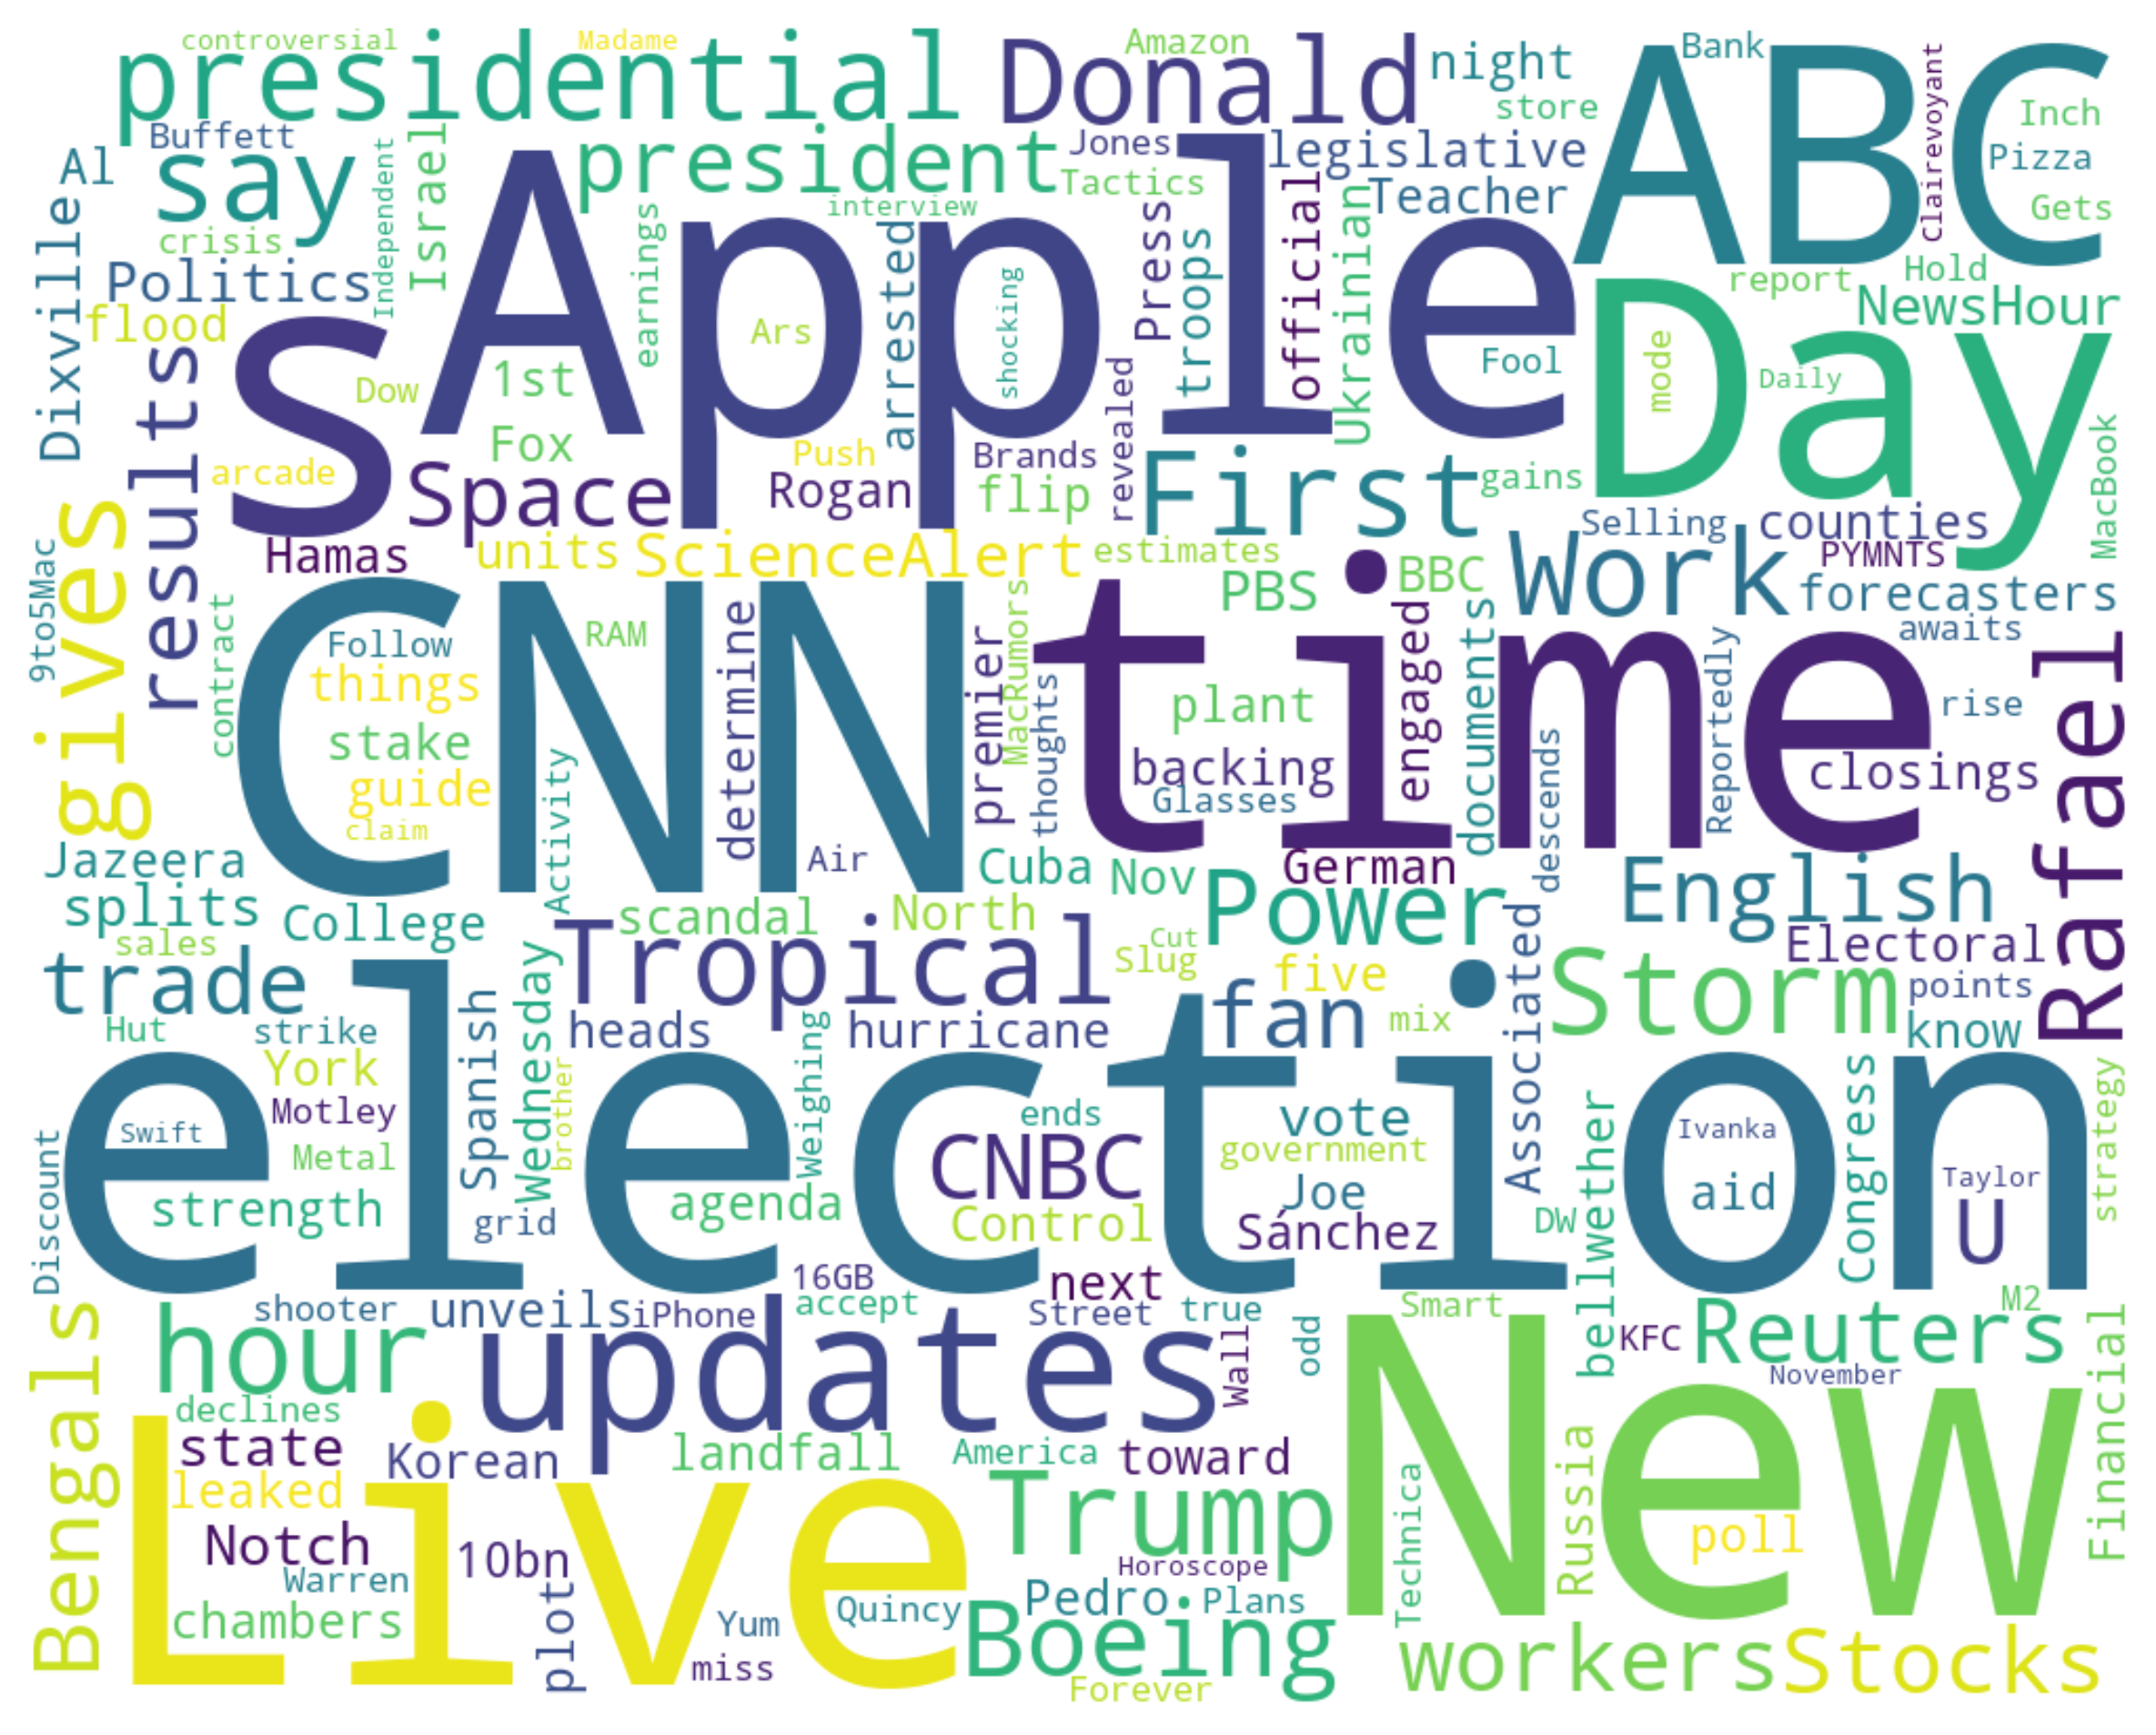 controversial
Madame
presidential
Donald
Amazon
night
Bank
ABC
clairevoyant
Inch
store
Buffett
Al
say
Independent
Israel
president
Jones
legislative
Pizza
Tactics
Teacher
interview
Gets
crisis
Dixville
Politics
flood
results
s
Apple
earnings
Ars
arrested
shocking
Press
troops
official
Ukrainian
report
Hold
NewsHour
Day
Fool
mode
Daily
Dow
1st
Fox
arcade
Space
Push
Rogan
Brands
flip
revealed
First
gains
MacBook
Selling
counties
gives
Hamas
units
ScienceAlert
estimates
PBS
BBC
Work
PYMNTS
forecasters
9to5Mac
contract
CNN
Follow
RAM
things
stake
guide
claim
Activity
determine
Air
premier
MacRumors
thoughts
time
plant
backing
Glasses
engaged
documents
descends
Reportedly
awaits
rise
closings
Rafael
Jazeera
splits
College
sales
scandal
North
Cuba
Nov
German
Power
English
Electoral
Cut
Slug
five
trade
Tropical
fan
mix
Storm
points
know
Hut
strike
heads
hurricane
York
Motley
Metal
Swift
strength
Discount
election
Spanish
Wednesday
brother
Weighing
grid
agenda
ends
CNBC
Control
vote
government
Joe
Sánchez
Associated
DW
bellwether
Ivanka
aid
Congress
Taylor
U
strategy
16GB
next
shooter
unveils
iPhone
accept
Street
true
Smart
M2
hour
updates
Wall
odd
KFC
Reuters
November
Bengals
declines
state
Korean
landfall
America
toward
New
Financial
leaked
Live
Trump
Technica
Russia
poll
Notch
10bn
Horoscope
Warren
plot
Quincy
Pedro
Plans
chambers
Yum
Boeing
workers
Stocks
miss
Forever